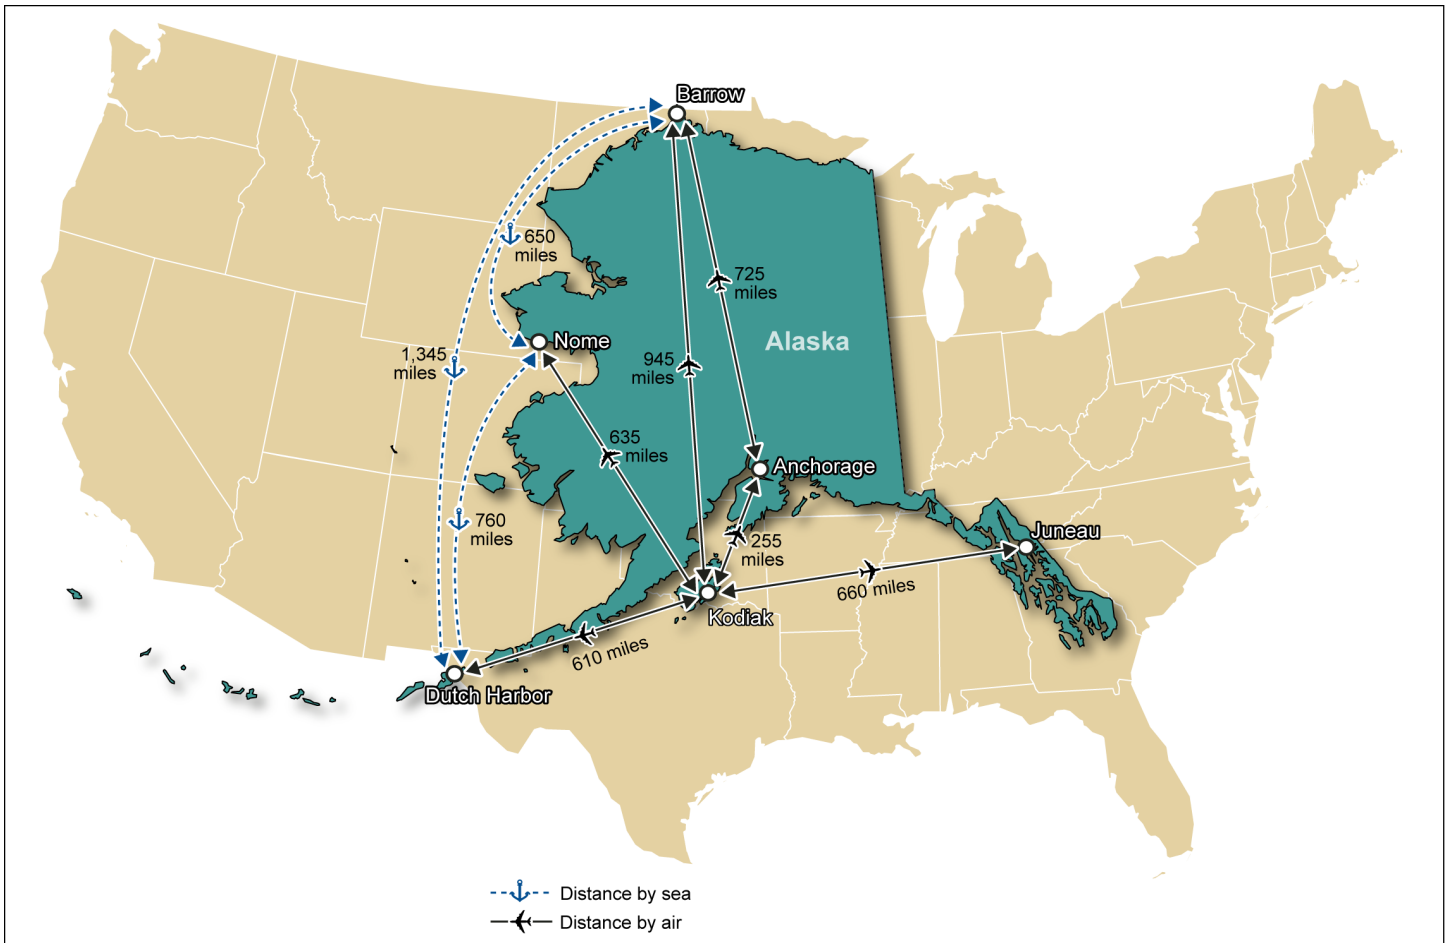 Barrow
650
miles
725
miles
Nome
Alaska
1,345
miles
945
miles
635
miles
Anchorage
760
miles
255
miles
Juneau
660 miles
Kodiak
610 miles
Dutch Harbor
Distance by sea
Distance by air